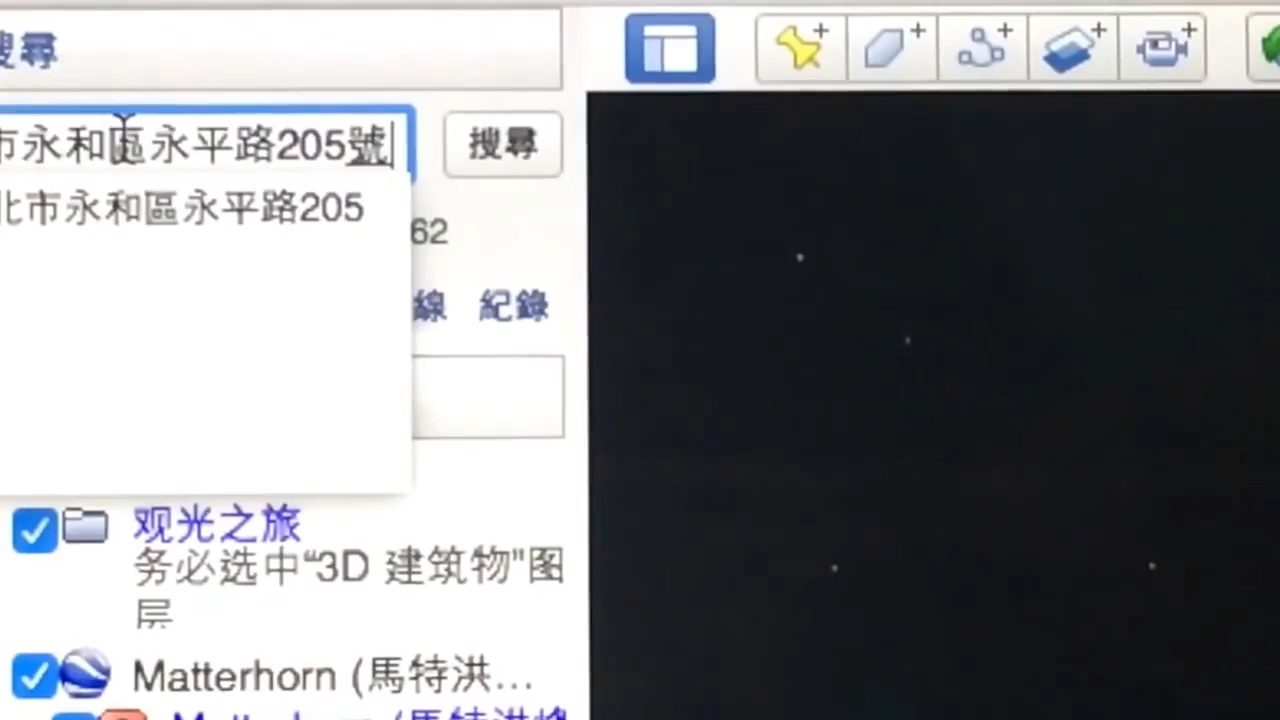 搜尋
市永和區永平路205號
搜尋
北市永和區永平路205
62
線 紀錄
观光之旅
务必选中“3D 建筑物"图
层
Matterhorn (馬特洪...